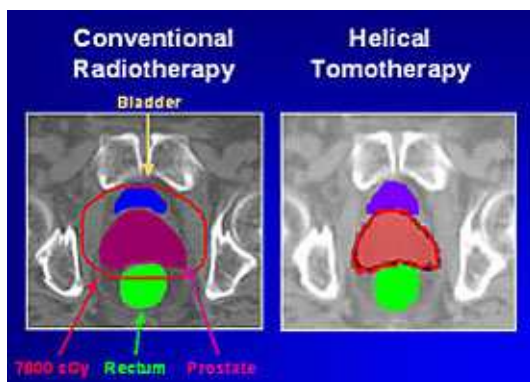 Conventional
Radiotherapy
Helical
Tomotherapy
Bladder
7800 cGy
Rectum
Prostate